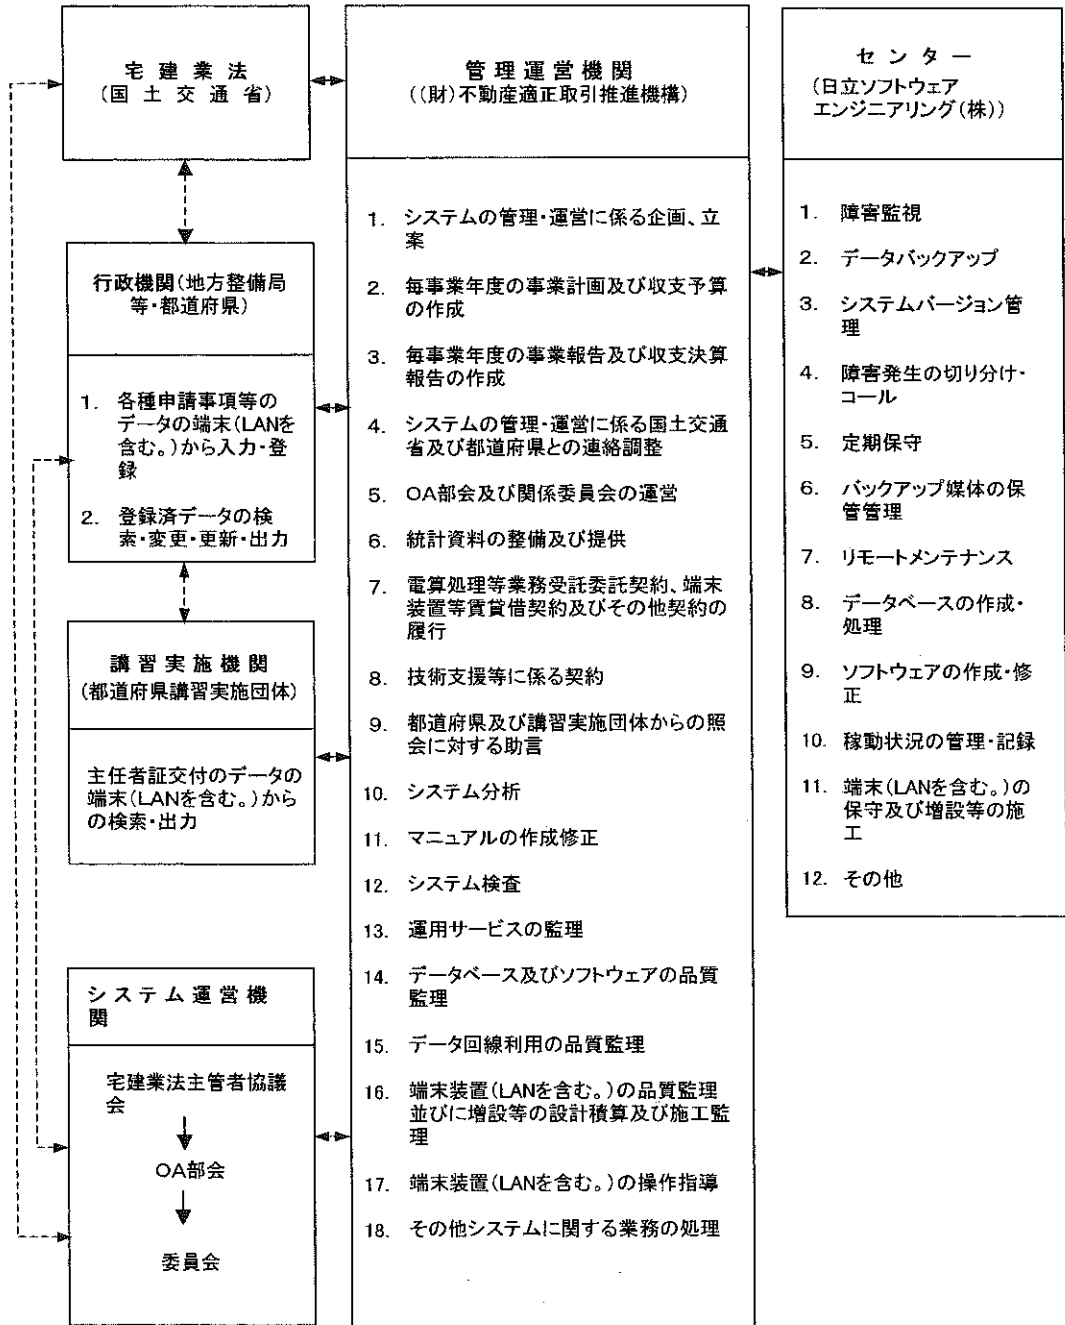 宅建業法
(国土交通省)
行政機関(地方整備局
等・都道府県)
1. 各種申請事項等の
データの端末(LANを
含む。)から入力・登
録
2. 登録済データの検
索・変更・更新・出力
講習実施機関
(都道府県講習実施団体)
主任者証交付のデータの
端末(LANを含む。)から
の検索・出力
システム運営機
関
宅建業法主管者協議
会
OA部会
委員会
管理運営機関
((財)不動産適正取引推進機構)
1. システムの管理・運営に係る企画、立
案
2. 毎事業年度の事業計画及び収支予算
の作成
3. 毎事業年度の事業報告及び収支決算
報告の作成
4. システムの管理・運営に係る国土交通
省及び都道府県との連絡調整
5. OA部会及び関係委員会の運営
6. 統計資料の整備及び提供
7. 電算処理等業務受託委託契約、端末
装置等賃貸借契約及びその他契約の
履行
8. 技術支援等に係る契約
9. 都道府県及び講習実施団体からの照
会に対する助言
10. システム分析
11. マニュアルの作成修正
12. システム検査
13. 運用サービスの監理
14. データベース及びソフトウェアの品質
監理
15. データ回線利用の品質監理
16. 端末装置(LANを含む。)の品質監理
並びに増設等の設計積算及び施工監
理
17. 端末装置(LANを含む。)の操作指導
18. その他システムに関する業務の処理
センター
(日立ソフトウェア
エンジニアリング(株))
1. 障害監視
2. データバックアップ
3. システムバージョン管
理
4. 障害発生の切り分け・
コール
5. 定期保守
6. バックアップ媒体の保
管管理
7. リモートメンテナンス
8. データベースの作成・
処理
9. ソフトウェアの作成・修
正
10. 稼動状況の管理・記録
11. 端末(LANを含む。)の
保守及び増設等の施
工
12. その他